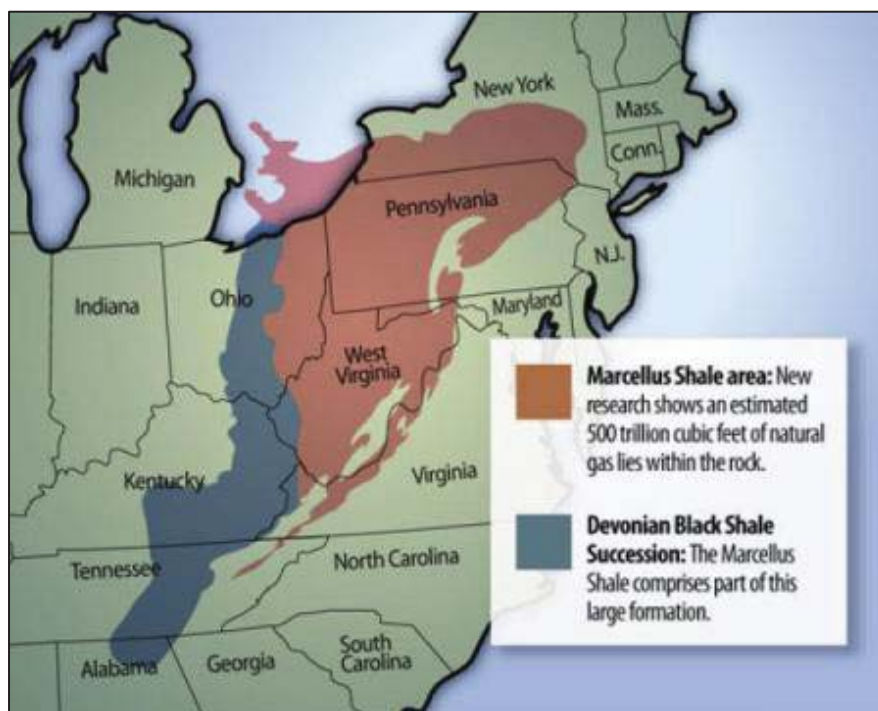 New York
Mass.
Conn.
Michigan
Pennsylvania
N.J.
Ohio
Indiana
Maryland
West
Virginia
Marcellus Shale area: New
research shows an estimated
500 trillion cubic feet of natural
gas lies within the rock.
Kentucky
Virginia
Devonian Black Shale
Succession: The Marcellus
Shale comprises part of this
large formation.
Tennessee
North Carolina
South
Carolina
Alabama
Georgia